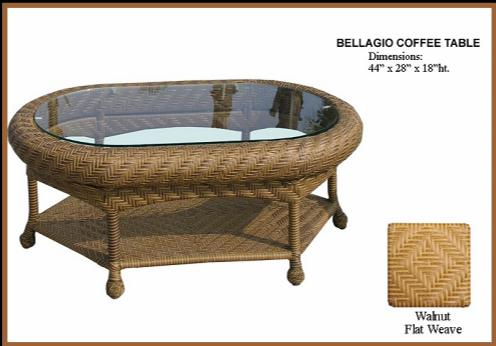 BELLAGIO COFFEE TABLE
Dimensions:
44” x 28” x 18”ht.
Walnut
Flat Weave